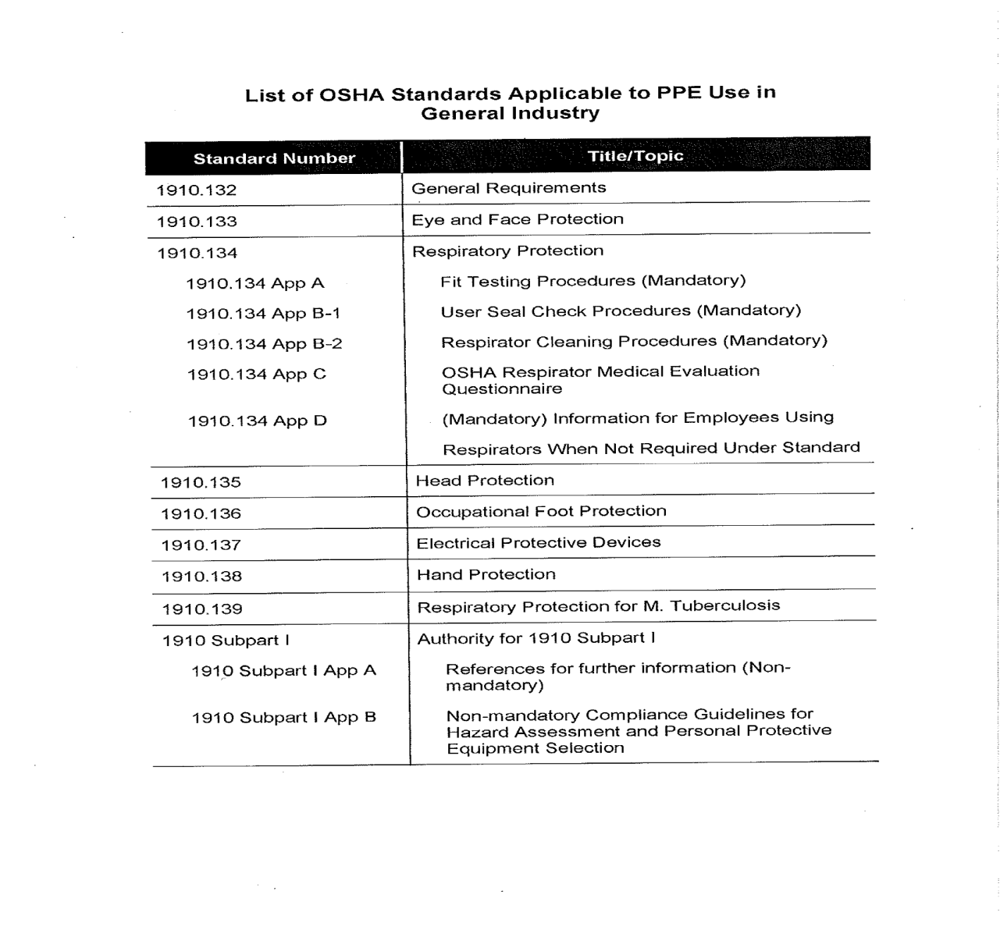 List of OSHA Standards Applicable to PPE Use in
General Industry
Standard Number Title/Topic
1910.132 General Requirements
1910.133 Eye and Face Protection
1910.134 Respiratory Protection
1910.134 App A Fit Testing Procedures (Mandatory)
1910.134 App B-1 User Seal Check Procedures (Mandatory)
1910.134 App B-2 Respirator Cleaning Procedures (Mandatory)
1910.134 App C OSHA Respirator Medical Evaluation
Questionnaire
1910.134 App D (Mandatory) Information for Employees Using
Respirators When Not Required Under Standard
1910.135 Head Protection
1910.136 Occupational Foot Protection
1910.137 Electrical Protective Devices
1910.138 Hand Protection
1910.139 Respiratory Protection for M. Tuberculosis
1910 Subpart I Authority for 1910 Subpart I
1910 Subpart I App A References for further information (Non-
mandatory)
1910 Subpart I App B Non-mandatory Compliance Guidelines for
Hazard Assessment and Personal Protective
Equipment Selection